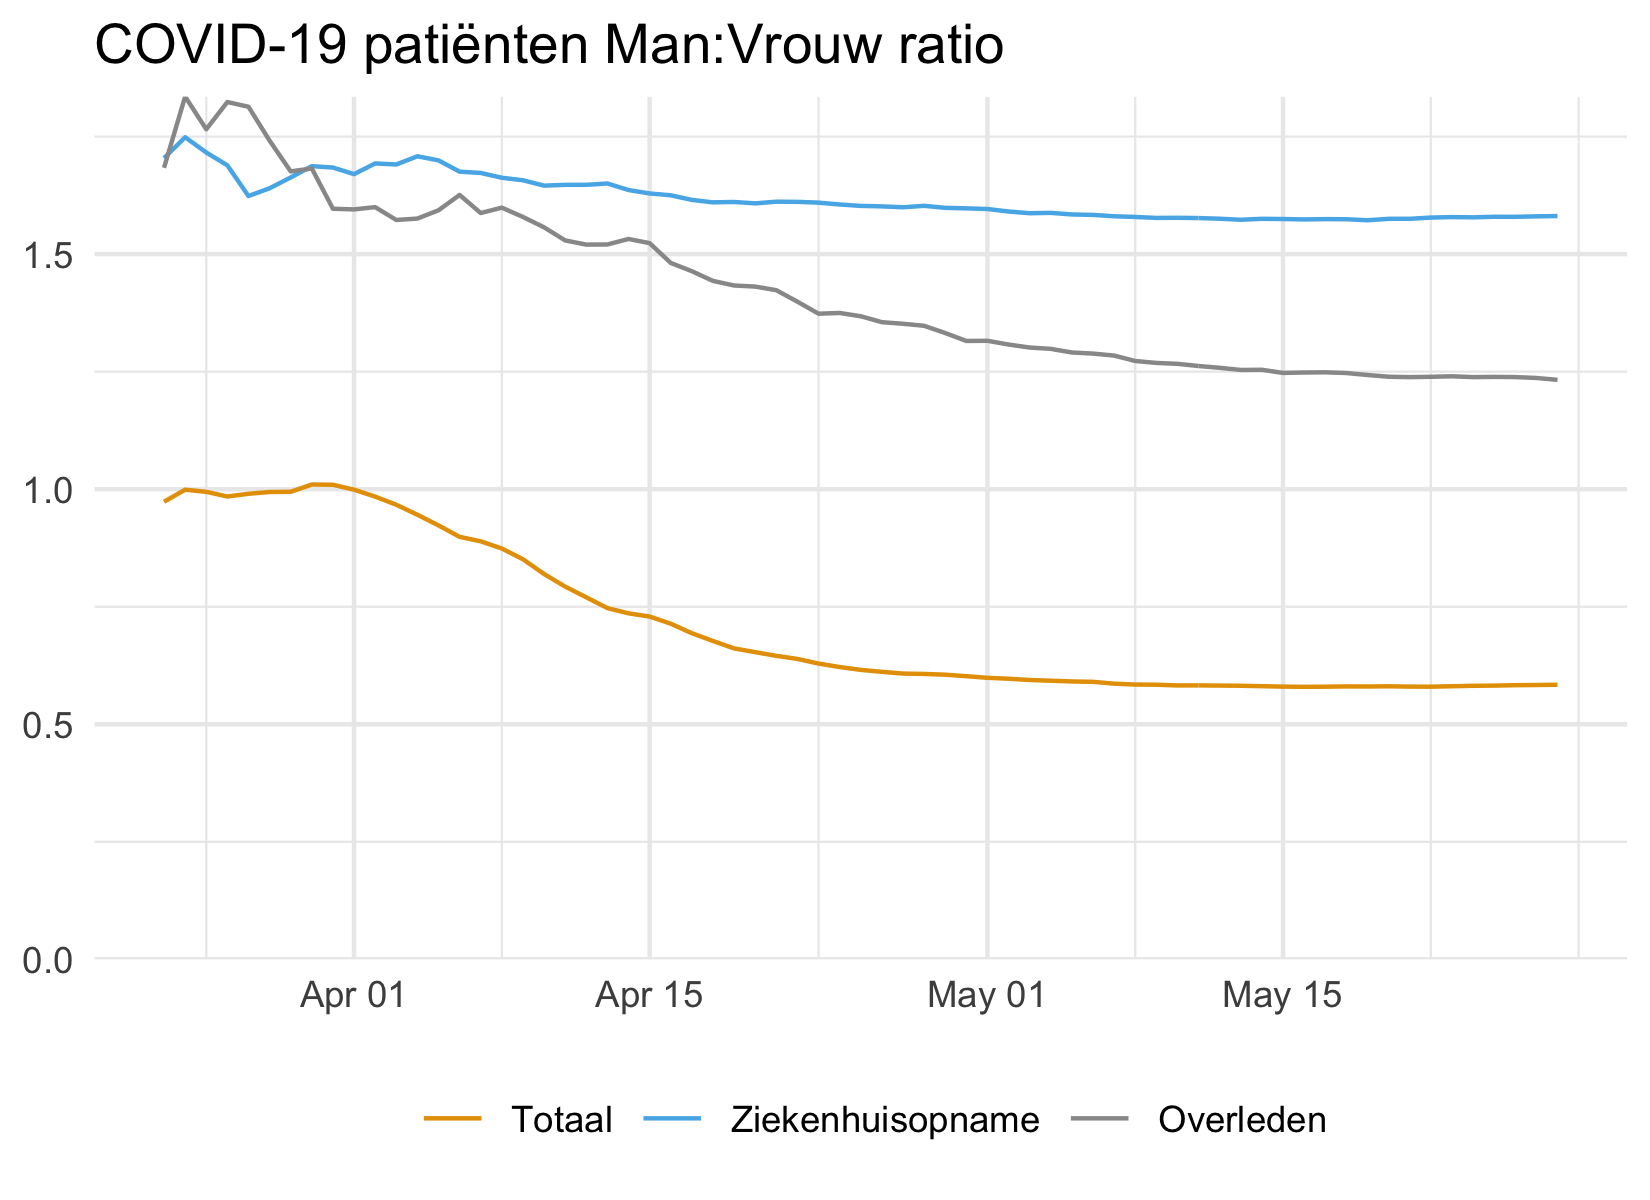 COVID-19 patiënten Man:Vrouw ratio
1.5
1.0
0.5
0.0
Apr 01 Apr 15 May 01 May 15
Totaal Ziekenhuisopname Overleden